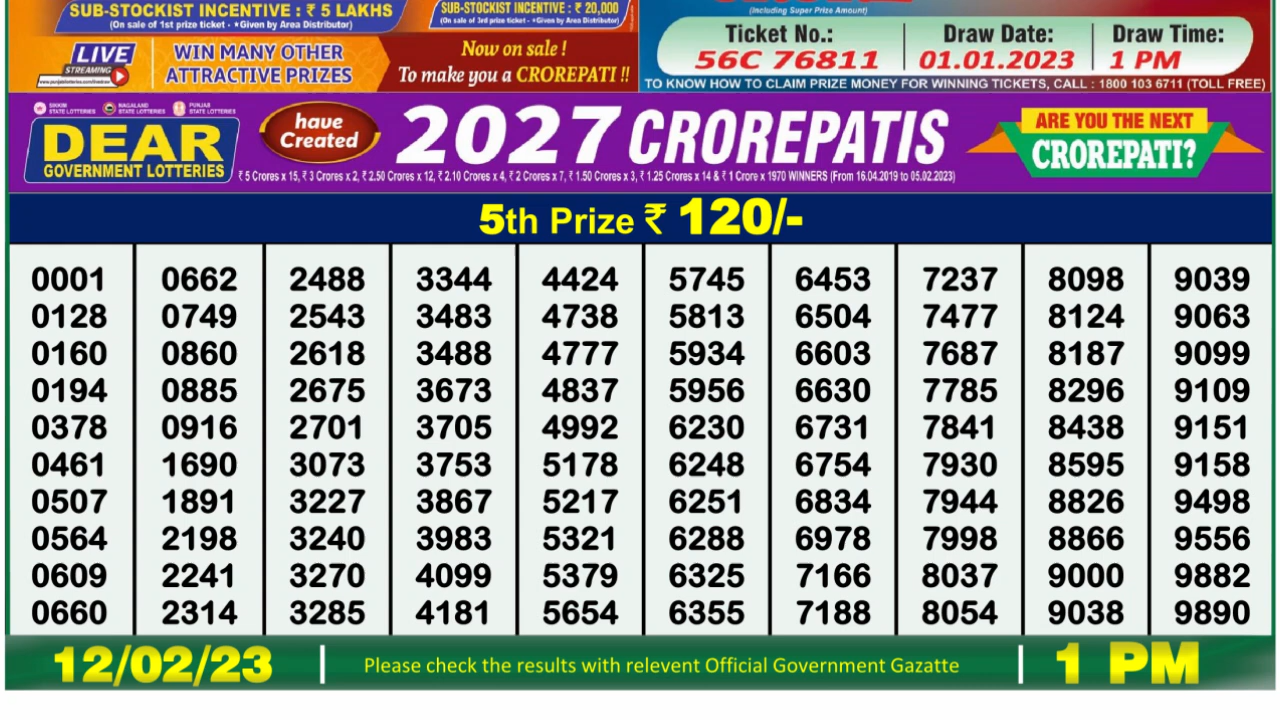 SUB-STOCKIST INCENTIVE : ₹ 5 LAKHS
(On sale of 1st prize ticket - *Given by Area Distributor)
SUB-STOCKIST INCENTIVE : ₹ 20,000
(On sale of 3rd prize ticket - *Given by Area Distributor)
LIVE
STREAMING
WIN MANY OTHER
ATTRACTIVE PRIZES
Now on sale !
To make you a CROREPATI !!
(Including Super Prize Amount)
Ticket No.: Draw Date: Draw Time:
56C 76811 01.01.2023 1 PM
TO KNOW HOW TO CLAIM PRIZE MONEY FOR WINNING TICKETS, CALL : 1800 103 6711 (TOLL FREE)
SIKKIM STATE LOTTERIES
NAGALAND STATE LOTTERIES
PUNJAB STATE LOTTERIES
DEAR
GOVERNMENT LOTTERIES
have
Created
2027 CROREPATIS
₹ 5 Crores x 15, ₹ 3 Crores x 2, ₹ 2.50 Crores x 12, ₹ 2.10 Crores x 4, ₹ 2 Crores x 7, ₹ 1.50 Crores x 3, ₹ 1.25 Crores x 14 & ₹ 1 Crore x 1970 WINNERS (From 16.04.2019 to 05.02.2023)
ARE YOU THE NEXT
CROREPATI?
5th Prize ₹ 120/-
0001 0662 2488 3344 4424 5745 6453 7237 8098 9039
0128 0749 2543 3483 4738 5813 6504 7477 8124 9063
0160 0860 2618 3488 4777 5934 6603 7687 8187 9099
0194 0885 2675 3673 4837 5956 6630 7785 8296 9109
0378 0916 2701 3705 4992 6230 6731 7841 8438 9151
0461 1690 3073 3753 5178 6248 6754 7930 8595 9158
0507 1891 3227 3867 5217 6251 6834 7944 8826 9498
0564 2198 3240 3983 5321 6288 6978 7998 8866 9556
0609 2241 3270 4099 5379 6325 7166 8037 9000 9882
0660 2314 3285 4181 5654 6355 7188 8054 9038 9890
12/02/23 | Please check the results with relevent Official Government Gazatte | 1 PM